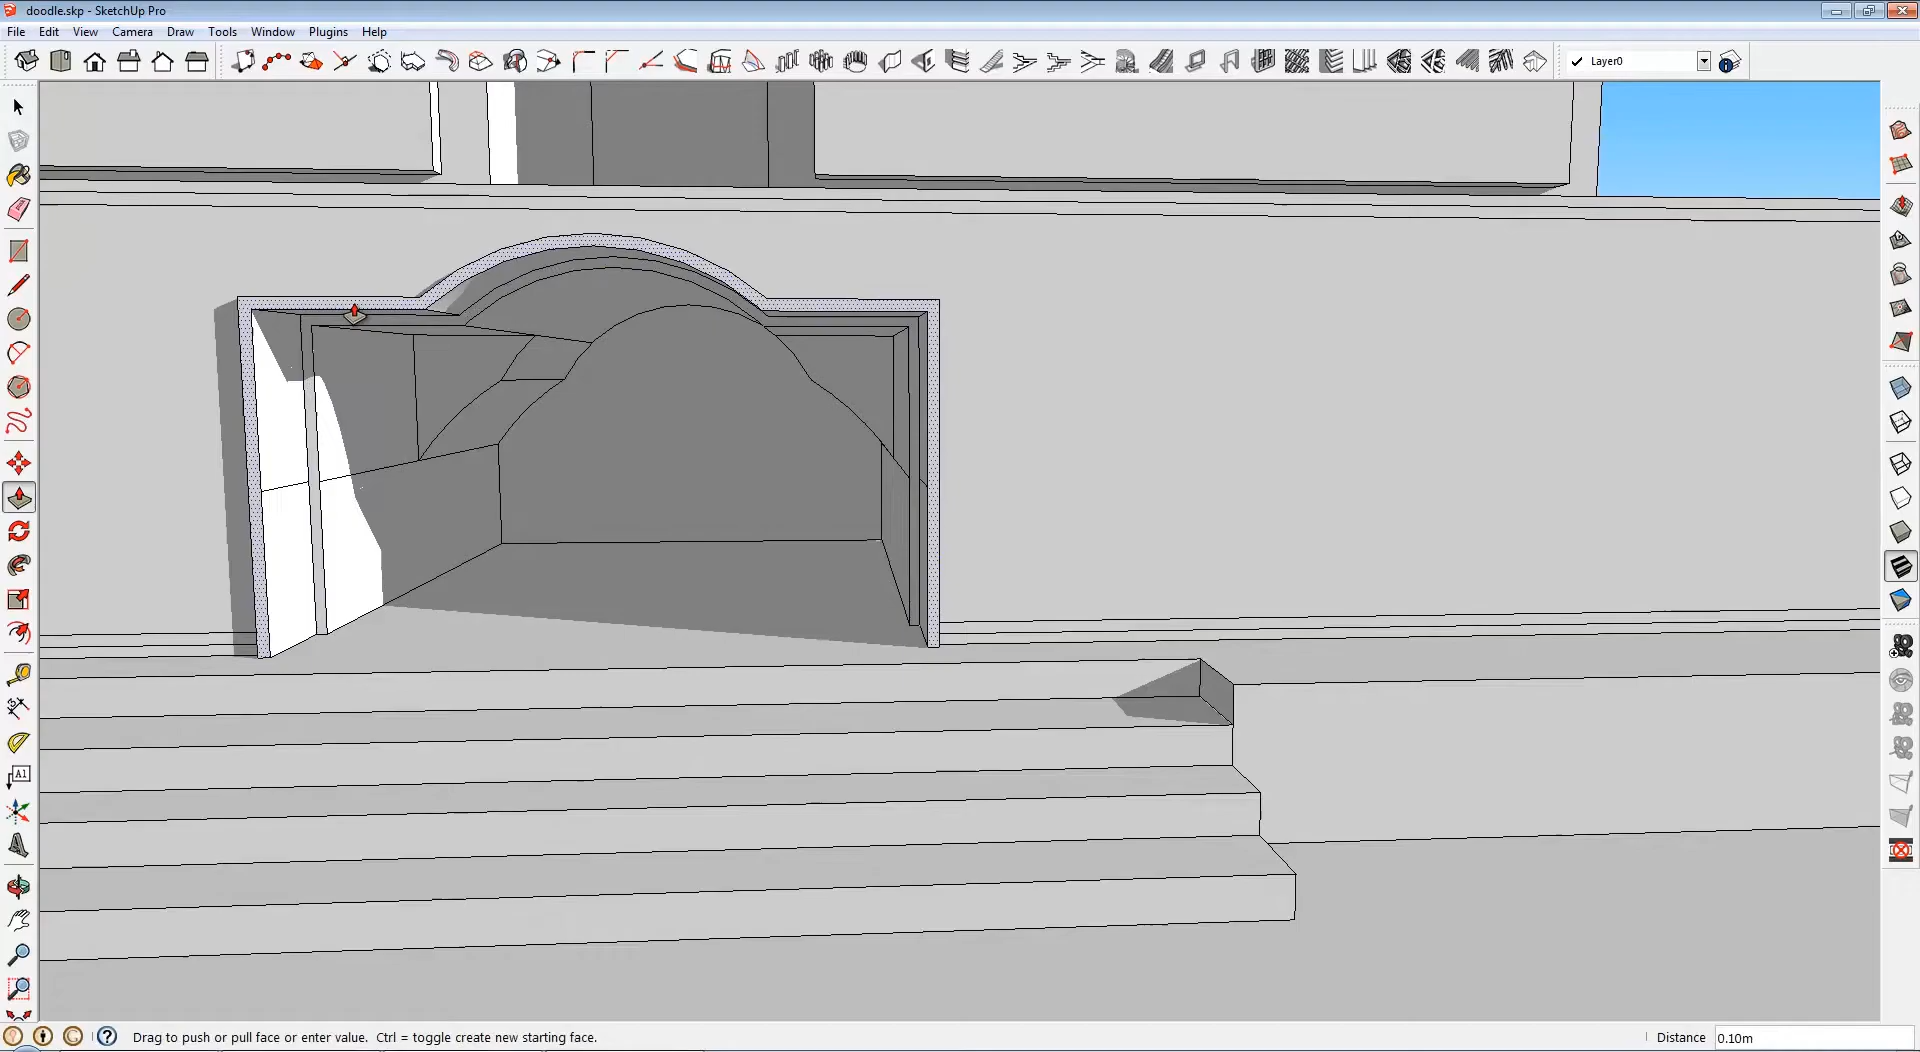 doodle.skp - SketchUp Pro
File Edit View Camera Draw Tools Window Plugins Help
Layer0
A1
Drag to push or pull face or enter value. Ctrl = toggle create new starting face.
Distance 0.10m